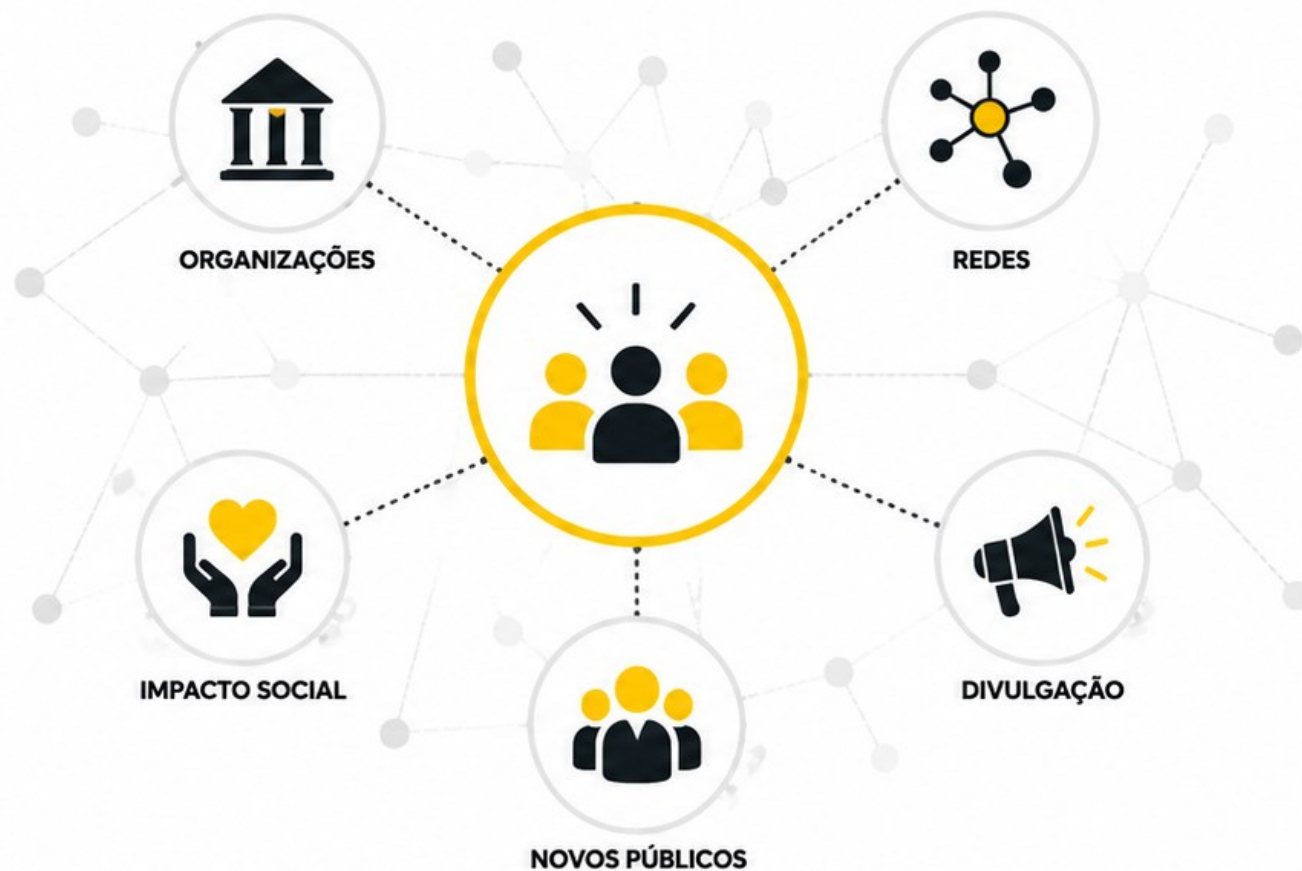 ORGANIZAÇÕES
REDES
IMPACTO SOCIAL
DIVULGAÇÃO
NOVOS PÚBLICOS